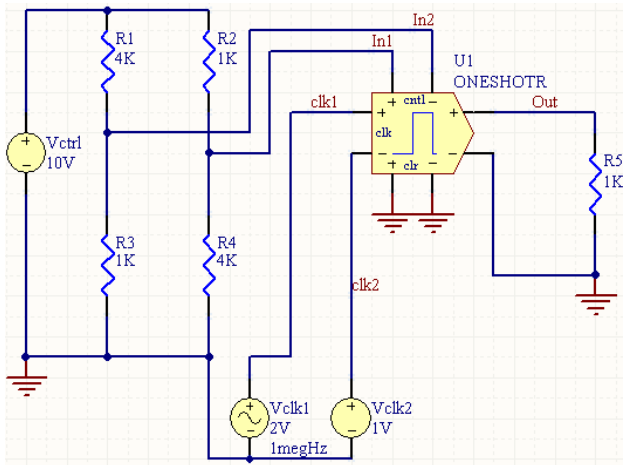 In2
R1
4K
R2
1K
In1
U1
ONESHOTR
clk1
cntl
Out
clk
clr
Vctrl
10V
R5
1K
R3
1K
R4
4K
clk2
Vclk1
2V
1megHz
Vclk2
1V